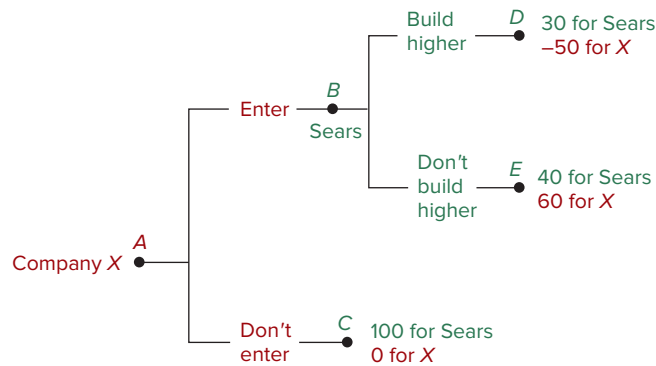 Build
higher
D
30 for Sears
–50 for X
B
Enter
Sears
Don't
build
higher
E
40 for Sears
60 for X
A
Company X
Don't
enter
C
100 for Sears
0 for X